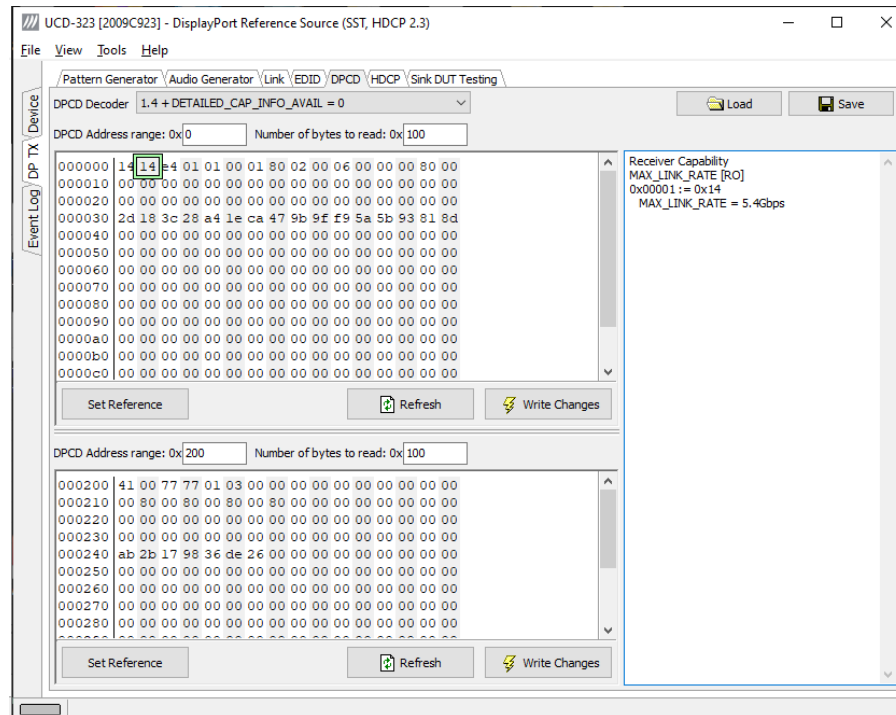 UCD-323 [2009C923] - DisplayPort Reference Source (SST, HDCP 2.3)
File View Tools Help
Device
DP TX
Event Log
Pattern Generator Audio Generator Link EDID DPCD HDCP Sink DUT Testing
DPCD Decoder 1.4 + DETAILED_CAP_INFO_AVAIL = 0
Load Save
DPCD Address range: 0x 0 Number of bytes to read: 0x 100
000000 14 14 e4 01 01 00 01 80 02 00 06 00 00 00 80 00
000010 00 00 00 00 00 00 00 00 00 00 00 00 00 00 00 00
000020 00 00 00 00 00 00 00 00 00 00 00 00 00 00 00 00
000030 2d 18 3c 28 a4 1e ca 47 9b 9f f9 5a 5b 93 81 8d
000040 00 00 00 00 00 00 00 00 00 00 00 00 00 00 00 00
000050 00 00 00 00 00 00 00 00 00 00 00 00 00 00 00 00
000060 00 00 00 00 00 00 00 00 00 00 00 00 00 00 00 00
000070 00 00 00 00 00 00 00 00 00 00 00 00 00 00 00 00
000080 00 00 00 00 00 00 00 00 00 00 00 00 00 00 00 00
000090 00 00 00 00 00 00 00 00 00 00 00 00 00 00 00 00
0000a0 00 00 00 00 00 00 00 00 00 00 00 00 00 00 00 00
0000b0 00 00 00 00 00 00 00 00 00 00 00 00 00 00 00 00
0000c0 00 00 00 00 00 00 00 00 00 00 00 00 00 00 00 00
Set Reference Refresh Write Changes
DPCD Address range: 0x 200 Number of bytes to read: 0x 100
000200 41 00 77 77 01 03 00 00 00 00 00 00 00 00 00 00
000210 00 80 00 80 00 80 00 80 00 00 00 00 00 00 00 00
000220 00 00 00 00 00 00 00 00 00 00 00 00 00 00 00 00
000230 00 00 00 00 00 00 00 00 00 00 00 00 00 00 00 00
000240 ab 2b 17 98 36 de 26 00 00 00 00 00 00 00 00 00
000250 00 00 00 00 00 00 00 00 00 00 00 00 00 00 00 00
000260 00 00 00 00 00 00 00 00 00 00 00 00 00 00 00 00
000270 00 00 00 00 00 00 00 00 00 00 00 00 00 00 00 00
000280 00 00 00 00 00 00 00 00 00 00 00 00 00 00 00 00
Set Reference Refresh Write Changes
Receiver Capability
MAX_LINK_RATE [RO]
0x00001 := 0x14
MAX_LINK_RATE = 5.4Gbps